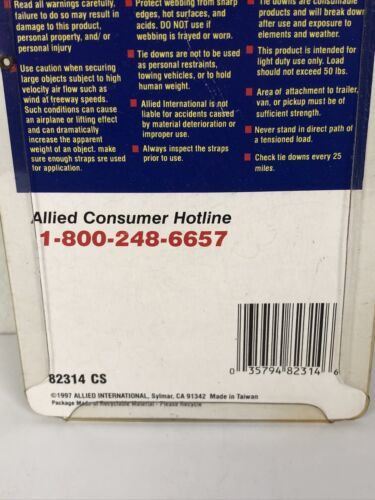 Read all warnings carefully,
failure to do so may result in
damage to this product,
personal property, and/ or
personal injury
Use caution when securing
large objects subject to high
velocity air flow such as
wind at freeway speeds.
Such conditions can cause
an airplane or lifting effect
and can dramatically
increase the apparent
weight of an object. make
sure enough straps are used
for application.
Protect webbing from sharp
edges, hot surfaces, and
acids. DO NOT use if
webbing is frayed or worn.
Tie downs are not to be used
as personal restraints,
towing vehicles, or to hold
human weight.
Allied International is not
liable for accidents caused
by material deterioration or
improper use.
Always inspect the straps
prior to use.
Tie downs are consumable
products and will break down
after use and exposure to
elements and weather.
This product is intended for
light duty use only. Load
should not exceed 50 lbs.
Area of attachment to trailer,
van, or pickup must be of
sufficient strength.
Never stand in direct path of
a tensioned load.
Check tie downs every 25
miles.
Allied Consumer Hotline
1-800-248-6657
0 35794 82314 6
82314 CS
©1997 ALLIED INTERNATIONAL, Sylmar, CA 91342 Made in Taiwan
Package Made of Recyclable Material - Please Recycle